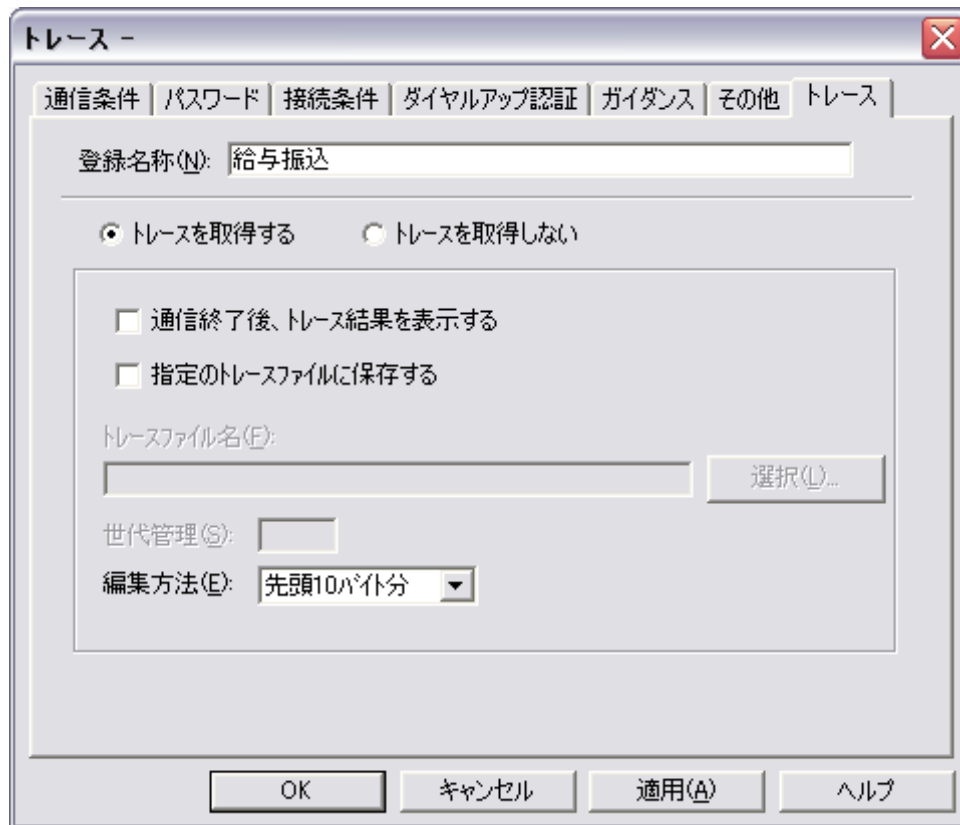 トレース -
通信条件 パスワード 接続条件 ダイヤルアップ認証 ガイダンス その他 トレース
登録名称(N): 給与振込
トレースを取得する トレースを取得しない
通信終了後、トレース結果を表示する
指定のトレースファイルに保存する
トレースファイル名(F):
選択(L)...
世代管理(S):
編集方法(E): 先頭10バイト分
OK キャンセル 適用(A) ヘルプ